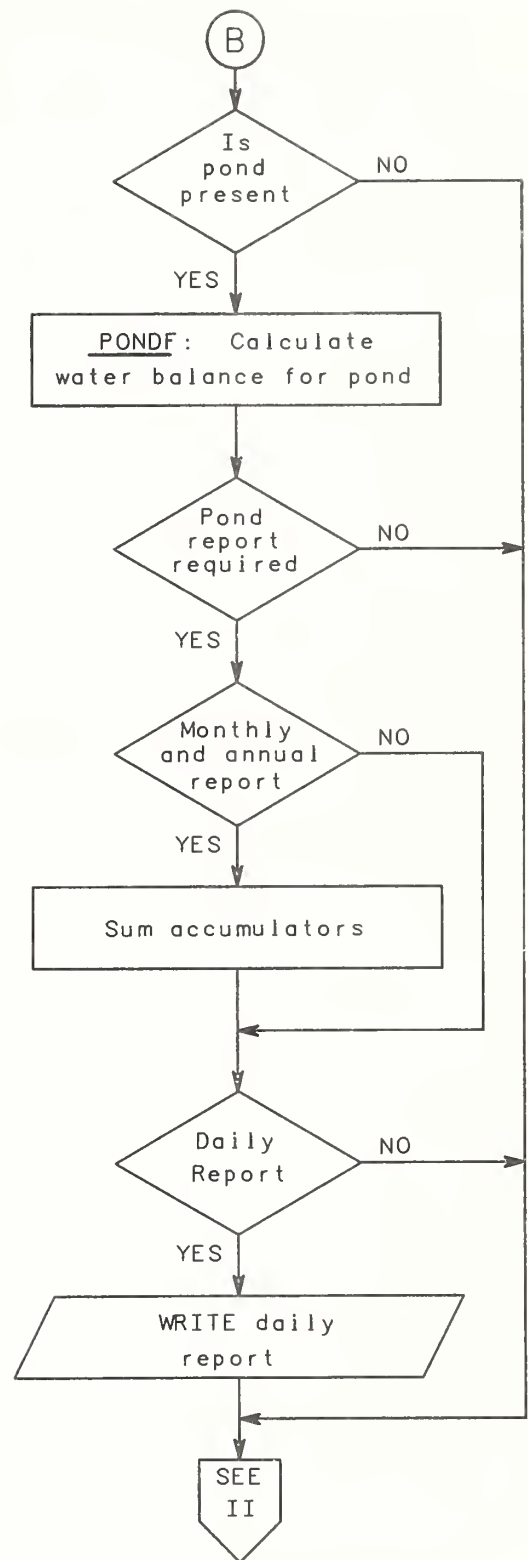 B
Is
pond
present
NO
YES
PONDF: Calculate
water balance for pond
Pond
report
required
NO
YES
Monthly
and annual
report
NO
YES
Sum accumulators
Daily
Report
NO
YES
WRITE daily
report
SEE
II